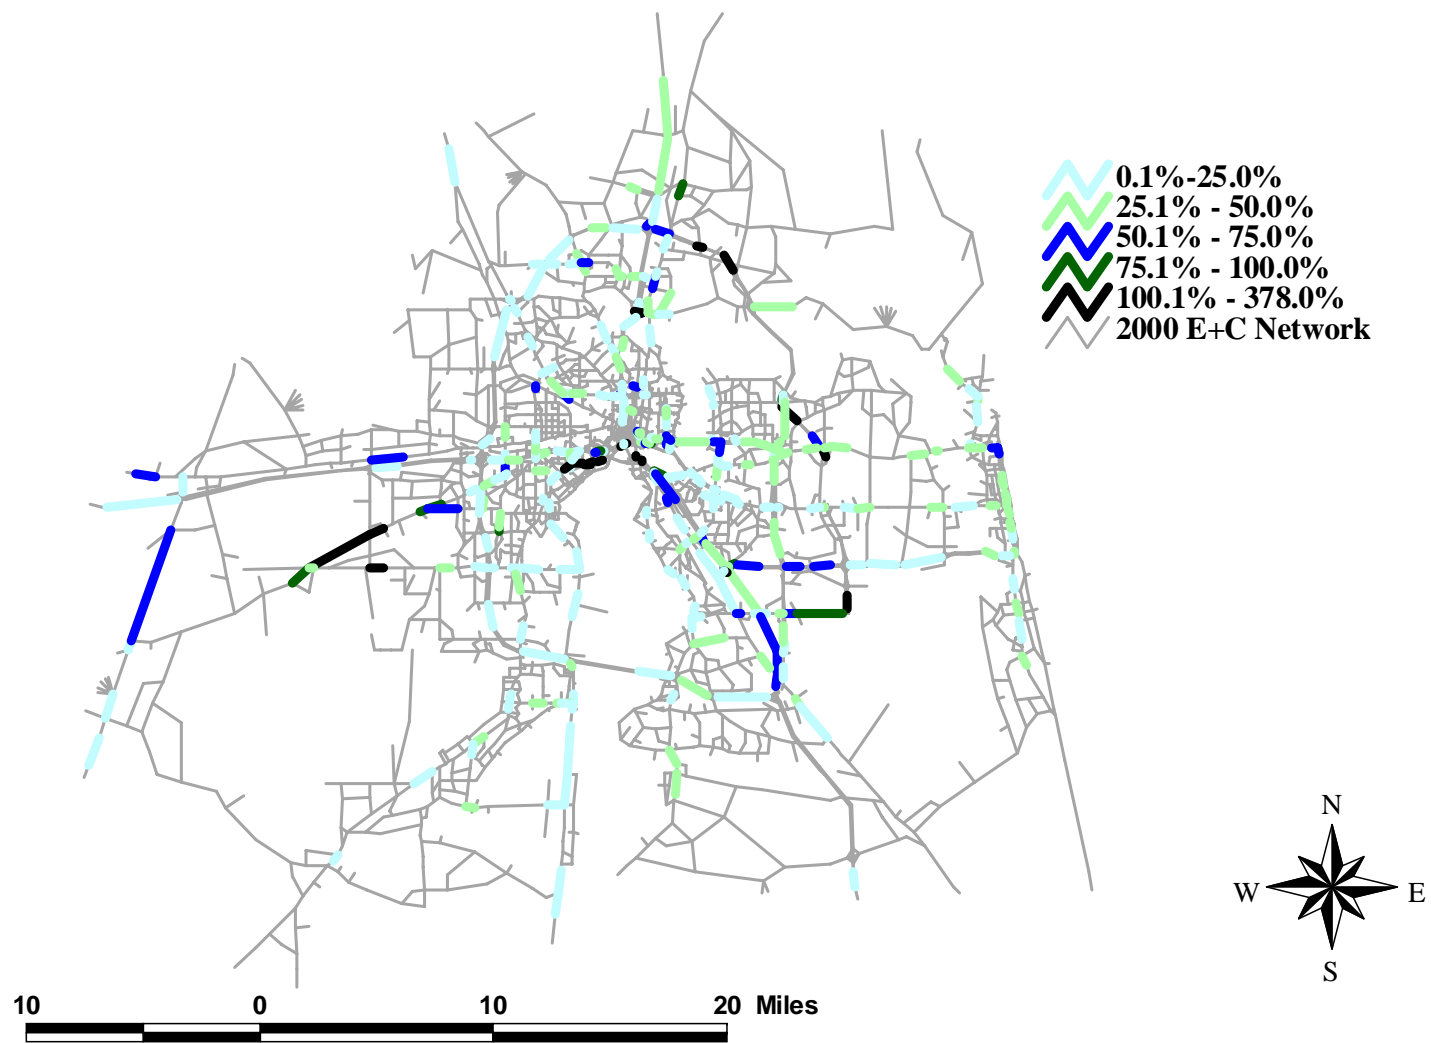 0.1%-25.0%
25.1% - 50.0%
50.1% - 75.0%
75.1% - 100.0%
100.1% - 378.0%
2000 E+C Network
N
W E
S
10 0 10 20 Miles